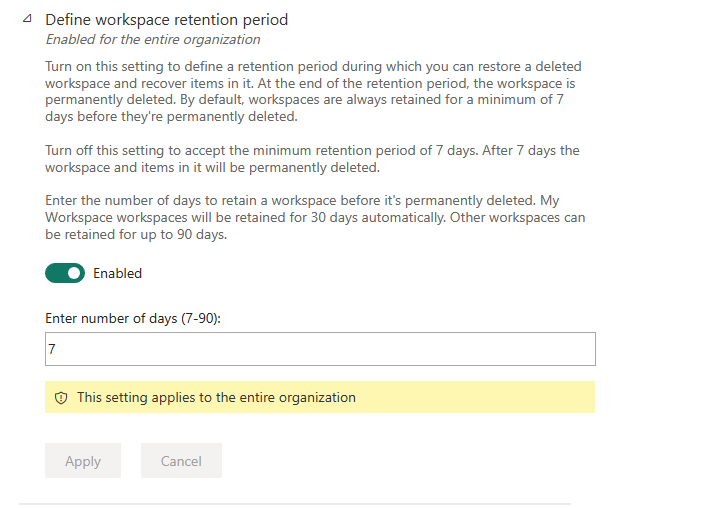 Define workspace retention period
Enabled for the entire organization
Turn on this setting to define a retention period during which you can restore a deleted
workspace and recover items in it. At the end of the retention period, the workspace is
permanently deleted. By default, workspaces are always retained for a minimum of 7
days before they're permanently deleted.
Turn off this setting to accept the minimum retention period of 7 days. After 7 days the
workspace and items in it will be permanently deleted.
Enter the number of days to retain a workspace before it's permanently deleted. My
Workspace workspaces will be retained for 30 days automatically. Other workspaces can
be retained for up to 90 days.
Enabled
Enter number of days (7-90):
7
This setting applies to the entire organization
Apply Cancel